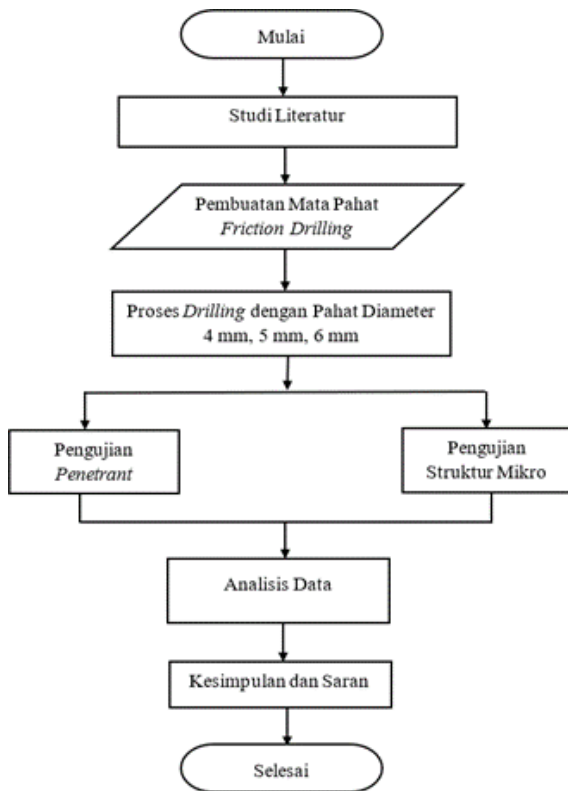 Mulai
Studi Literatur
Pembuatan Mata Pahat
Friction Drilling
Proses Drilling dengan Pahat Diameter
4 mm, 5 mm, 6 mm
Pengujian
Penetrant
Pengujian
Struktur Mikro
Analisis Data
Kesimpulan dan Saran
Selesai